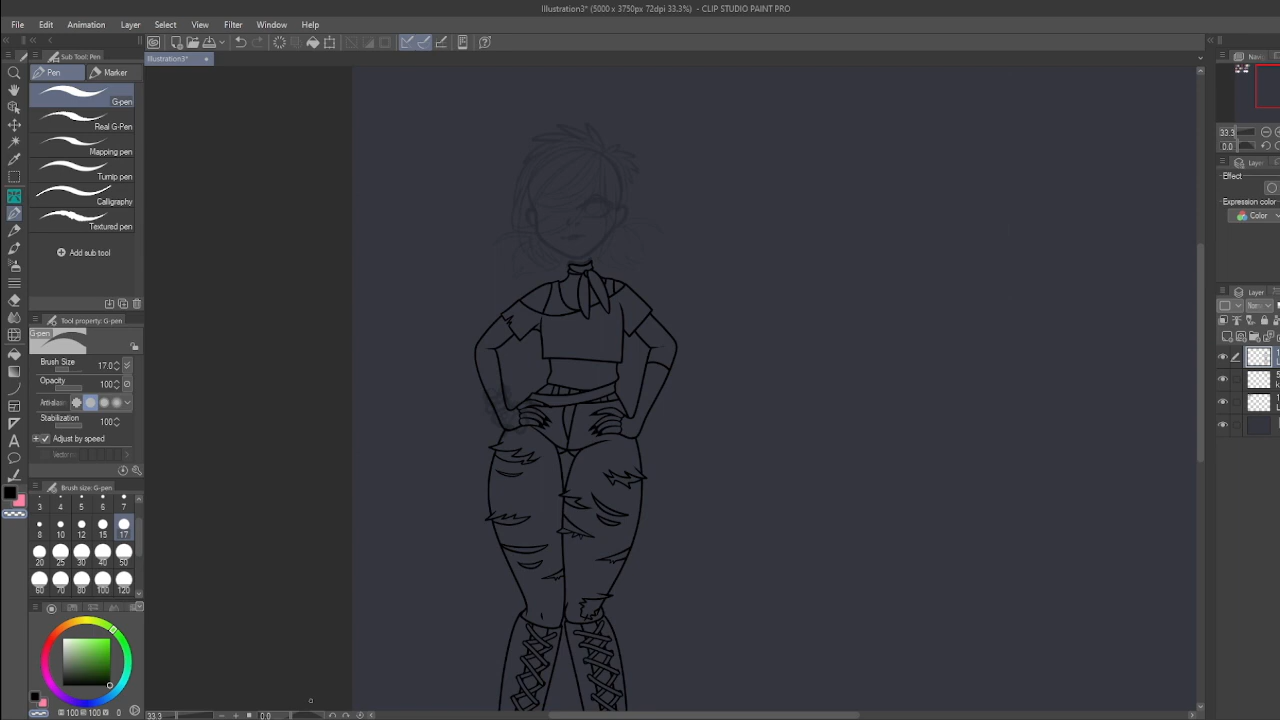 Illustration3* (5000 x 3750px 72dpi 33.3%) - CLIP STUDIO PAINT PRO
File Edit Animation Layer Select View Filter Window Help
Sub Tool: Pen
Illustration3*
Pen Marker
G-pen
Real G-Pen
Mapping pen
Turnip pen
Calligraphy
Textured pen
Add sub tool
Tool property: G-pen
G-pen
Brush Size 17.0
Opacity 100
Anti-aliasi
Stabilization 100
Adjust by speed
Vector
Brush size: G-pen
3 4 5 6 7
8 10 12 15 17
20 25 30 40 50
60 70 80 100 120
100 100 0
33.3 0.0
Navi
33.3
0.0
Layer
Effect
Expression color
Color
Layer
Norm